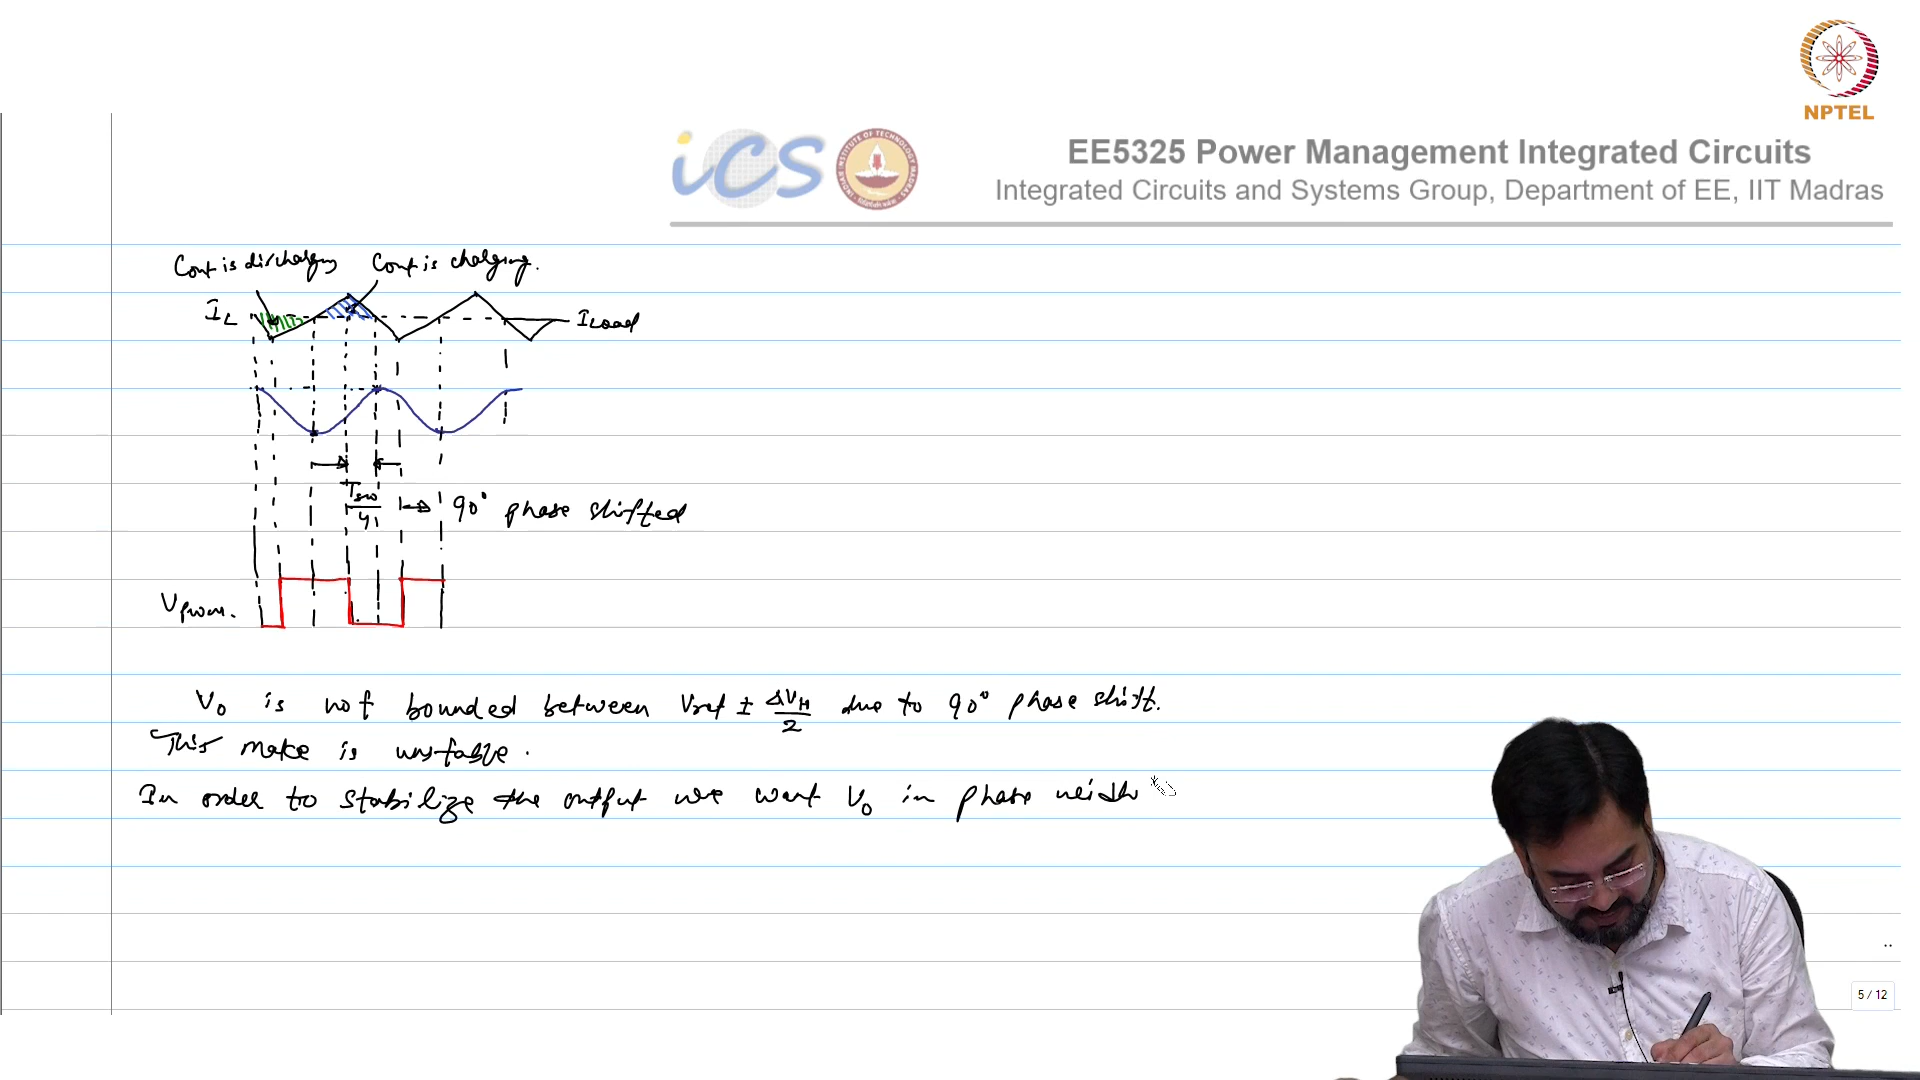 NPTEL
iCS
EE5325 Power Management Integrated Circuits
Integrated Circuits and Systems Group, Department of EE, IIT Madras
Cout is discharging Cout is charging.
IL ILoad
Tsw/4 → 90° phase shifted
Vpwm.
Vo is not bounded between Vref ± ΔVH/2 due to 90° phase shift.
This make is unstable.
In order to stabilize the output we want Vo in phase with
5 / 12